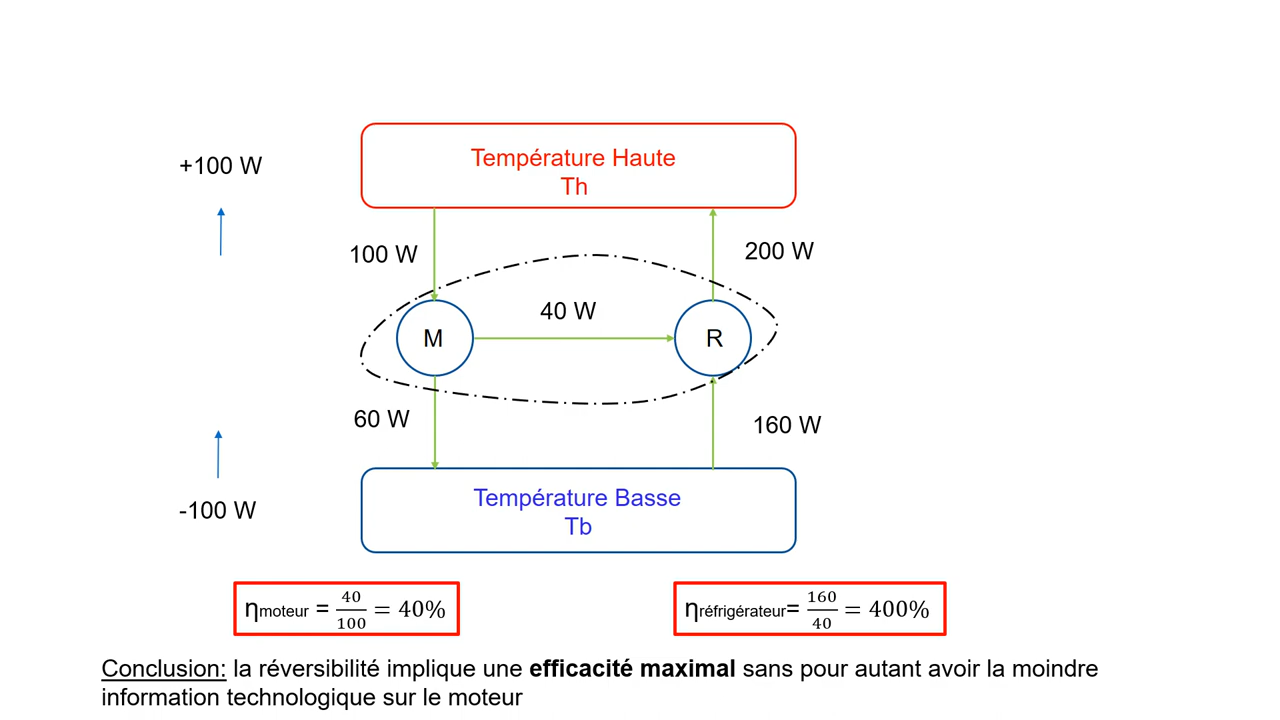 +100 W
Température Haute
Th
100 W
200 W
40 W
M
R
60 W
160 W
-100 W
Température Basse
Tb
ηmoteur = 40/100 = 40%
ηréfrigérateur= 160/40 = 400%
Conclusion: la réversibilité implique une efficacité maximal sans pour autant avoir la moindre
information technologique sur le moteur